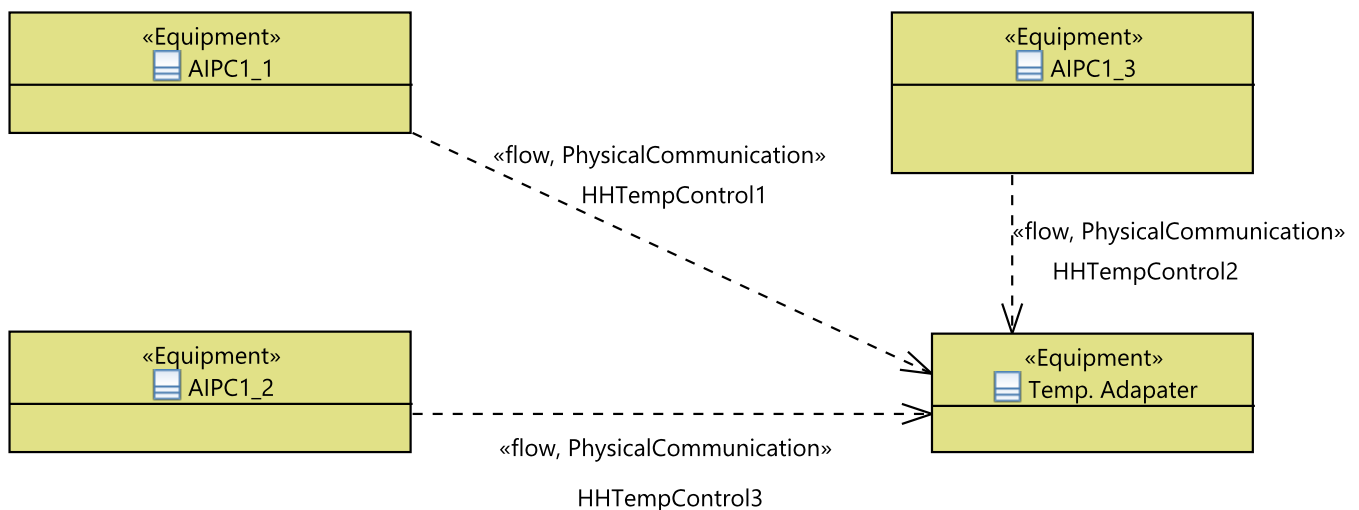 «Equipment»
AIPC1_1
«Equipment»
AIPC1_3
«flow, PhysicalCommunication»
HHTempControl1
«flow, PhysicalCommunication»
HHTempControl2
«Equipment»
AIPC1_2
«Equipment»
Temp. Adapater
«flow, PhysicalCommunication»
HHTempControl3